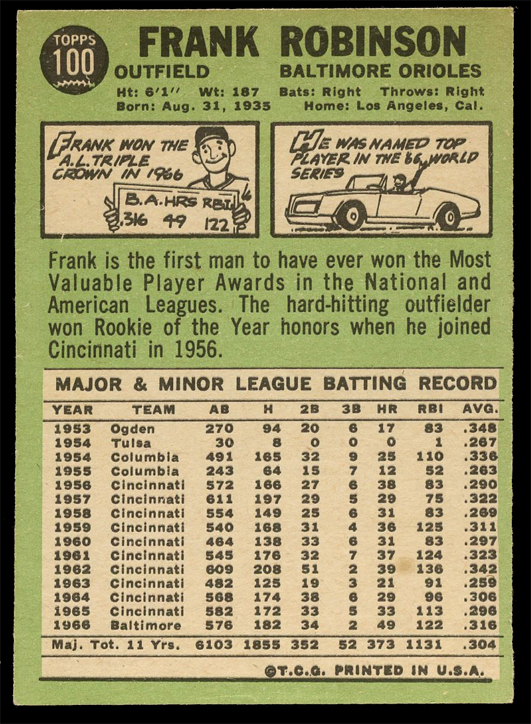 TOPPS
100
FRANK ROBINSON
OUTFIELD BALTIMORE ORIOLES
Ht: 6'1" Wt: 187 Bats: Right Throws: Right
Born: Aug. 31, 1935 Home: Los Angeles, Cal.
FRANK WON THE
A.L. TRIPLE
CROWN IN 1966
B.A. HRS RBI
.316 49 122
HE WAS NAMED TOP
PLAYER IN THE '66 WORLD
SERIES
Frank is the first man to have ever won the Most
Valuable Player Awards in the National and
American Leagues. The hard-hitting outfielder
won Rookie of the Year honors when he joined
Cincinnati in 1956.
MAJOR & MINOR LEAGUE BATTING RECORD
YEAR TEAM AB H 2B 3B HR RBI AVG.
1953 Ogden 270 94 20 6 17 83 .348
1954 Tulsa 30 8 0 0 0 1 .267
1954 Columbia 491 165 32 9 25 110 .336
1955 Columbia 243 64 15 7 12 52 .263
1956 Cincinnati 572 166 27 6 38 83 .290
1957 Cincinnati 611 197 29 5 29 75 .322
1958 Cincinnati 554 149 25 6 31 83 .269
1959 Cincinnati 540 168 31 4 36 125 .311
1960 Cincinnati 464 138 33 6 31 83 .297
1961 Cincinnati 545 176 32 7 37 124 .323
1962 Cincinnati 609 208 51 2 39 136 .342
1963 Cincinnati 482 125 19 3 21 91 .259
1964 Cincinnati 568 174 38 6 29 96 .306
1965 Cincinnati 582 172 33 5 33 113 .296
1966 Baltimore 576 182 34 2 49 122 .316
Maj. Tot. 11 Yrs. 6103 1855 352 52 373 1131 .304
©T.C.G. PRINTED IN U.S.A.